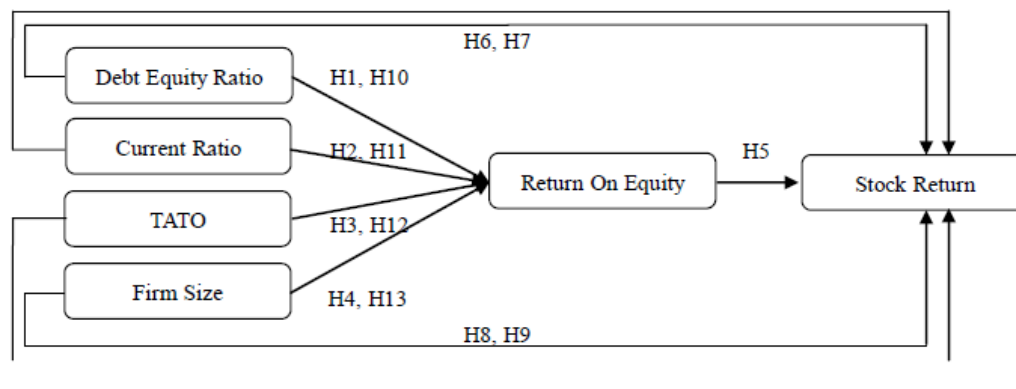 H6, H7
Debt Equity Ratio
H1, H10
Current Ratio
H2, H11
H5
Return On Equity
Stock Return
TATO
H3, H12
Firm Size
H4, H13
H8, H9